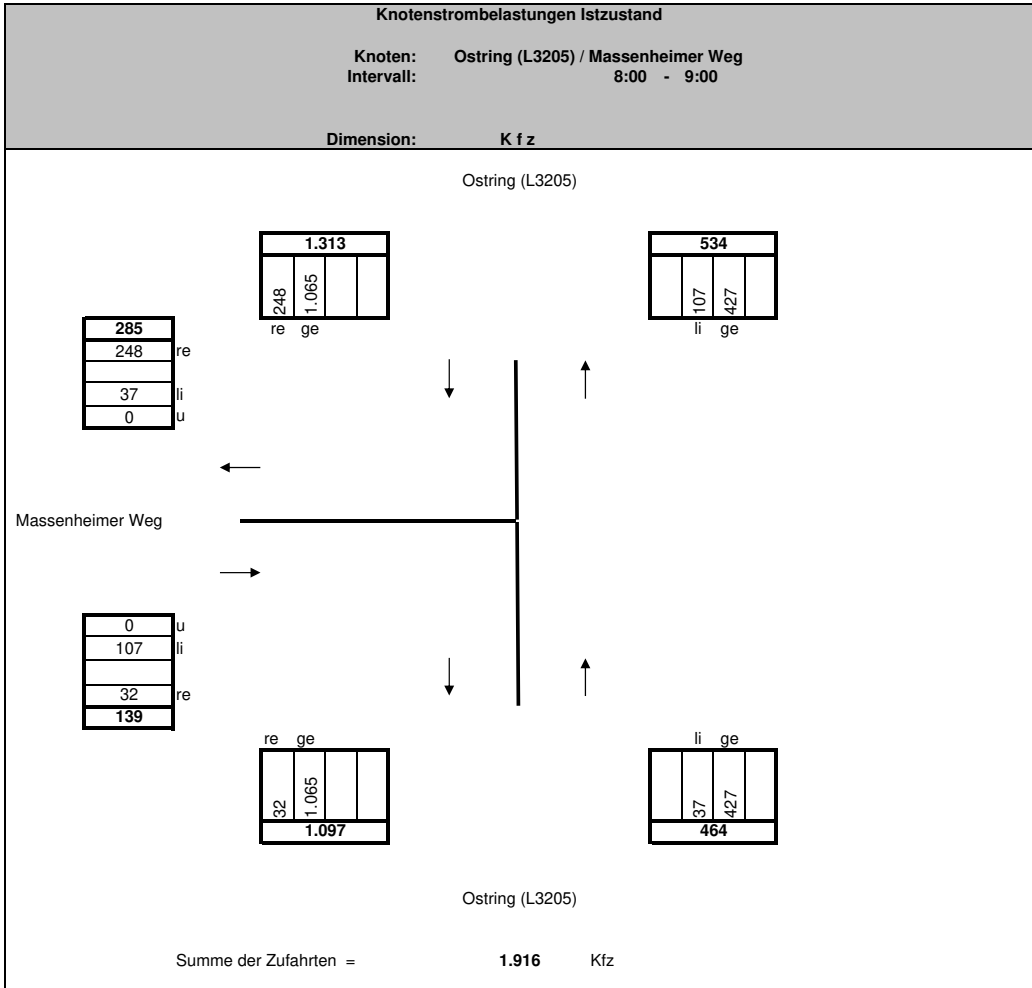 Knotenstrombelastungen Istzustand
Knoten: Ostring (L3205) / Massenheimer Weg
Intervall: 8:00 - 9:00
Dimension: K f z
Ostring (L3205)
1.313
248 1.065
re ge
534
107 427
li ge
285
248 re
37 li
0 u
Massenheimer Weg
0 u
107 li
32 re
139
re ge
32 1.065
1.097
li ge
37 427
464
Ostring (L3205)
Summe der Zufahrten = 1.916 Kfz